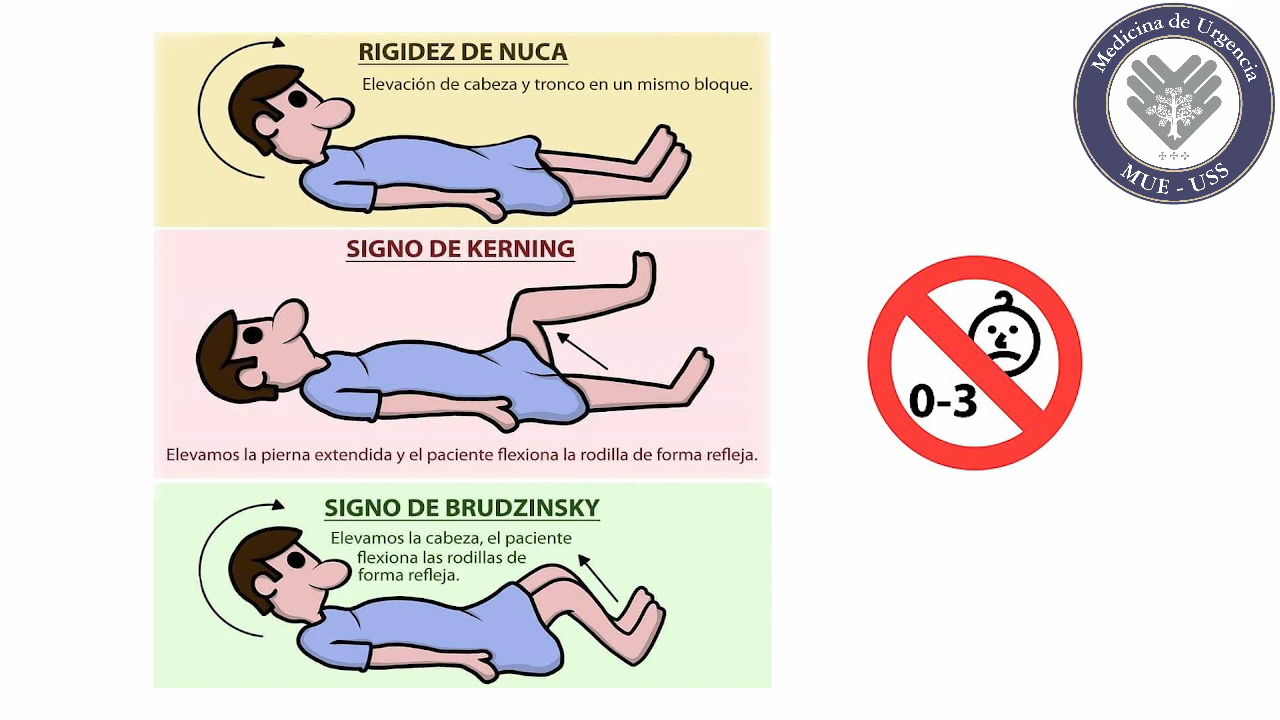 RIGIDEZ DE NUCA
Elevación de cabeza y tronco en un mismo bloque.
SIGNO DE KERNING
Elevamos la pierna extendida y el paciente flexiona la rodilla de forma refleja.
SIGNO DE BRUDZINSKY
Elevamos la cabeza, el paciente
flexiona las rodillas de
forma refleja.
Medicina de Urgencia
MUE - USS
0-3